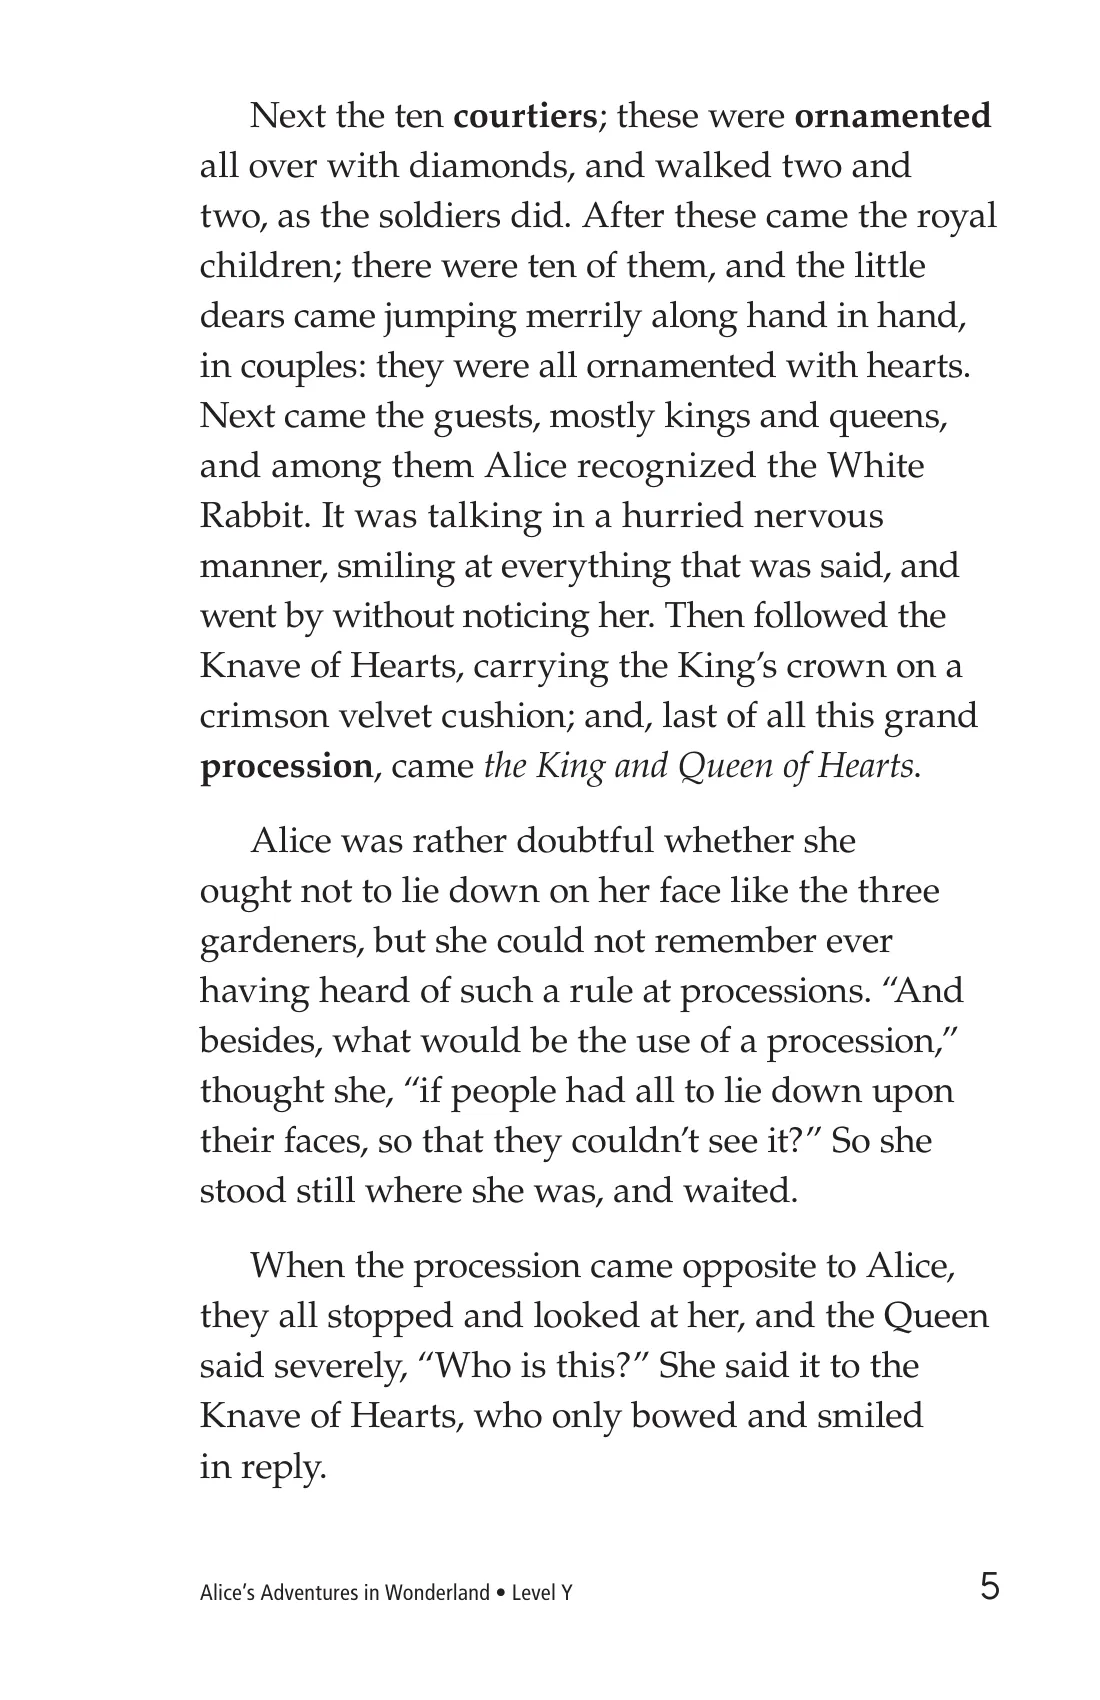 Next the ten courtiers; these were ornamented
all over with diamonds, and walked two and
two, as the soldiers did. After these came the royal
children; there were ten of them, and the little
dears came jumping merrily along hand in hand,
in couples: they were all ornamented with hearts.
Next came the guests, mostly kings and queens,
and among them Alice recognized the White
Rabbit. It was talking in a hurried nervous
manner, smiling at everything that was said, and
went by without noticing her. Then followed the
Knave of Hearts, carrying the King’s crown on a
crimson velvet cushion; and, last of all this grand
procession, came the King and Queen of Hearts.
Alice was rather doubtful whether she
ought not to lie down on her face like the three
gardeners, but she could not remember ever
having heard of such a rule at processions. “And
besides, what would be the use of a procession,”
thought she, “if people had all to lie down upon
their faces, so that they couldn’t see it?” So she
stood still where she was, and waited.
When the procession came opposite to Alice,
they all stopped and looked at her, and the Queen
said severely, “Who is this?” She said it to the
Knave of Hearts, who only bowed and smiled
in reply.
Alice’s Adventures in Wonderland • Level Y 5